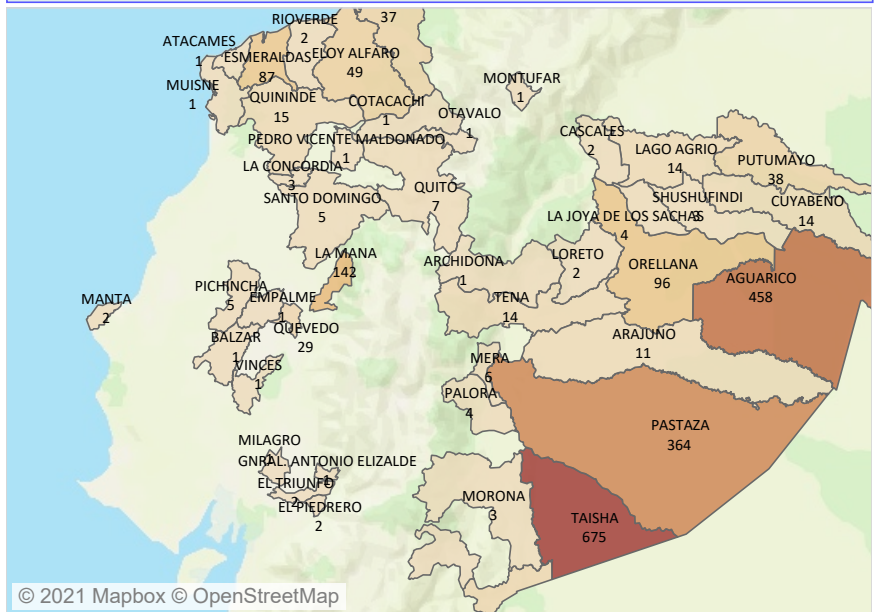 37
RIOVERDE
2
ATACAMES
1
ESMERALDAS
87
ELOY ALFARO
49
MUISNE
1
QUININDE
15
COTACACHI
1
MONTUFAR
1
OTAVALO
1
PEDRO VICENTE MALDONADO
1
LA CONCORDIA
3
CASCALES
2
LAGO AGRIO
14
PUTUMAYO
38
SANTO DOMINGO
5
QUITO
7
SHUSHUFINDI
CUYABENO
14
LA JOYA DE LOS SACHAS
4
LA MANA
142
ARCHIDONA
1
LORETO
2
ORELLANA
96
AGUARICO
458
PICHINCHA
5
EMPALME
1
MANTA
2
TENA
14
QUEVEDO
29
BALZAR
1
ARAJUNO
11
VINCES
1
MERA
PALORA
4
PASTAZA
364
MILAGRO
GNRAL. ANTONIO ELIZALDE
1
EL TRIUNFO
2
EL PIEDRERO
2
MORONA
3
TAISHA
675
© 2021 Mapbox © OpenStreetMap